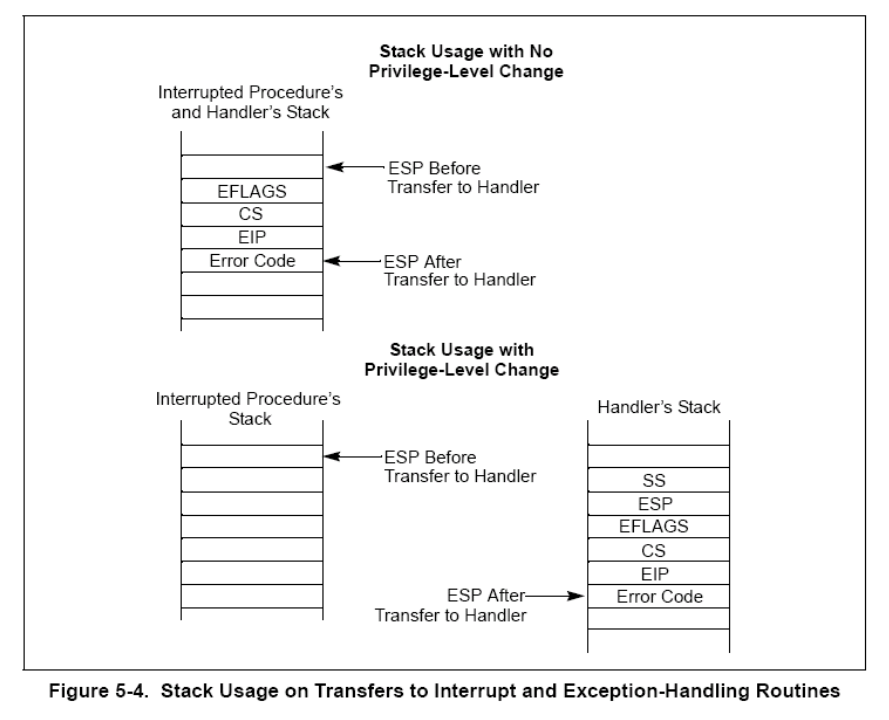 Stack Usage with No
Privilege-Level Change
Interrupted Procedure's
and Handler's Stack
ESP Before
Transfer to Handler
EFLAGS
CS
EIP
Error Code
ESP After
Transfer to Handler
Stack Usage with
Privilege-Level Change
Interrupted Procedure's
Stack
Handler's Stack
ESP Before
Transfer to Handler
SS
ESP
EFLAGS
CS
EIP
ESP After
Transfer to Handler
Error Code
Figure 5-4. Stack Usage on Transfers to Interrupt and Exception-Handling Routines